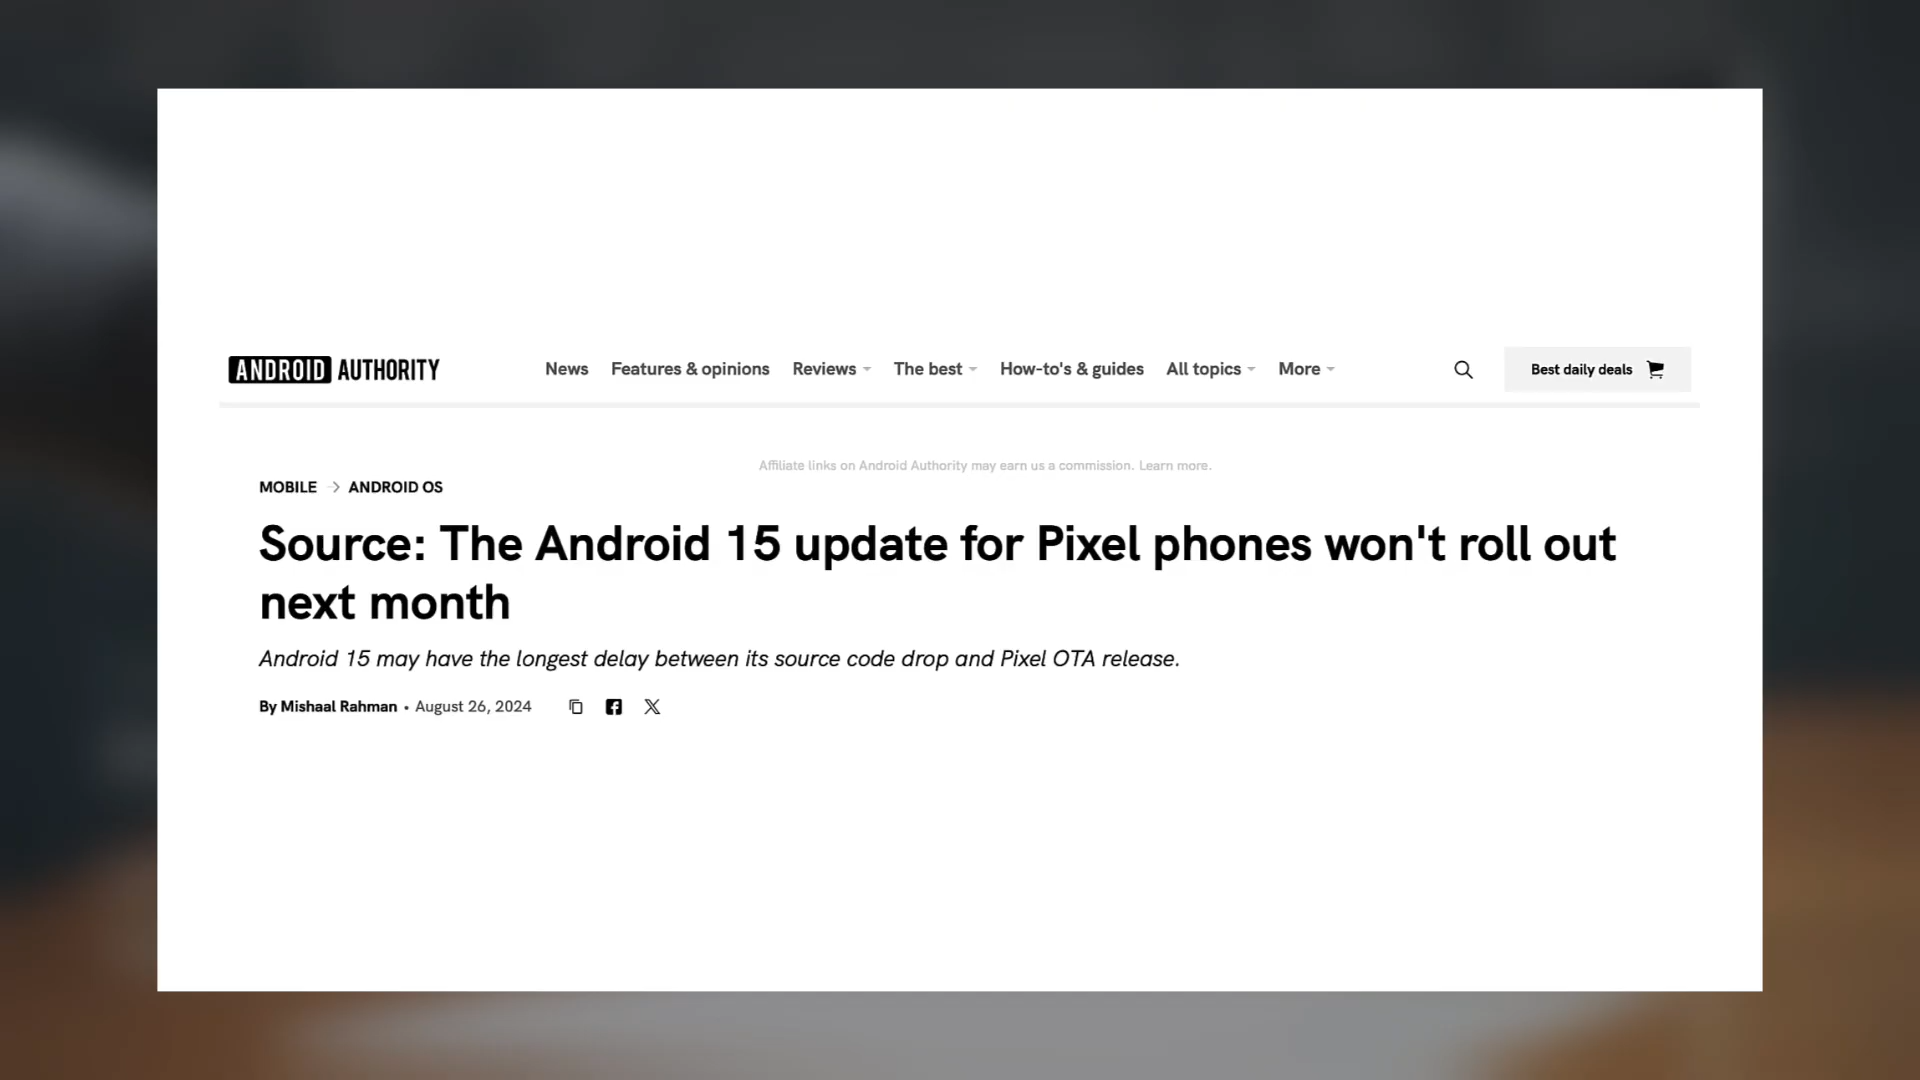 ANDROID AUTHORITY News Features & opinions Reviews The best How-to's & guides All topics More Best daily deals
Affiliate links on Android Authority may earn us a commission. Learn more.
MOBILE → ANDROID OS
Source: The Android 15 update for Pixel phones won't roll out
next month
Android 15 may have the longest delay between its source code drop and Pixel OTA release.
By Mishaal Rahman • August 26, 2024